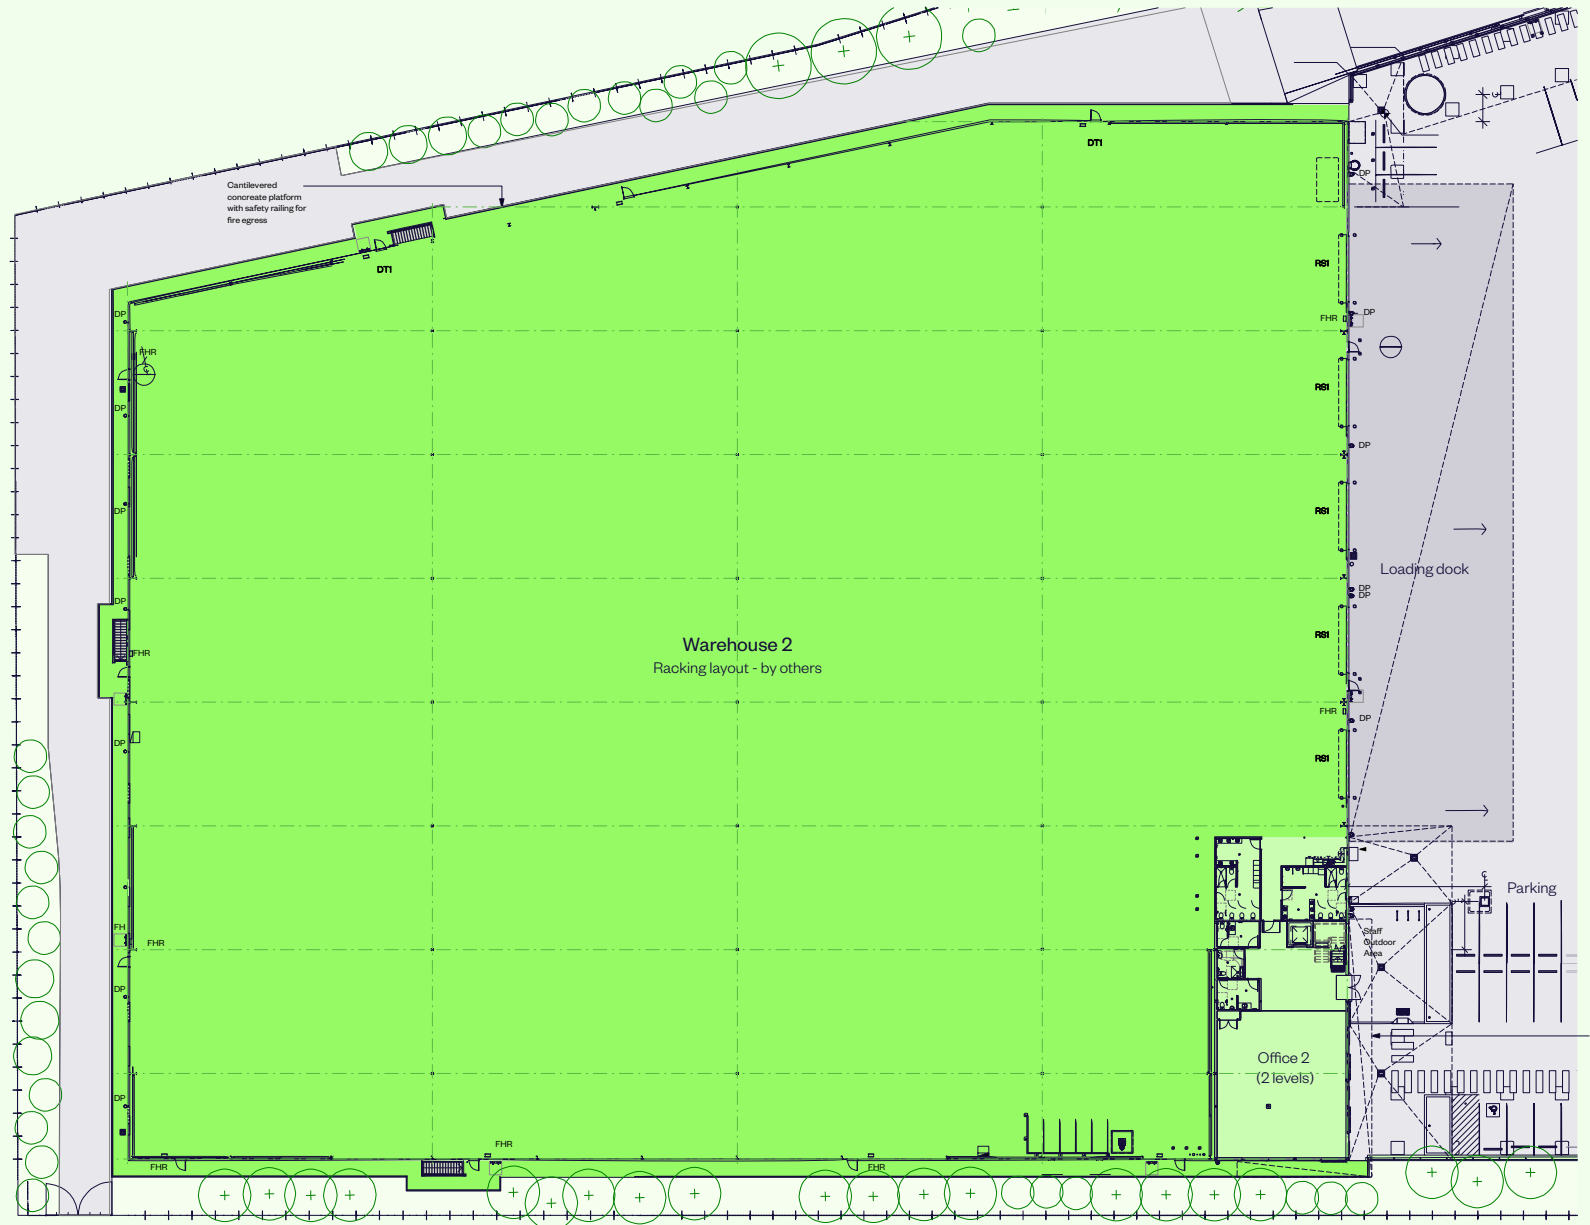 DT1
Cantilevered
concreate platform
with safety railing for
fire egress
DP
DT1
RS1
DP
DP
FHR
FHR
RS1
DP
DP
RS1
DP
Loading dock
DP
DP
DP
RS1
Warehouse 2
Racking layout - by others
FHR
FHR
DP
DP
RS1
Parking
FH
FHR
Staff
Outdoor
Area
DP
Office 2
(2 levels)
DP
FHR
FHR
FHR